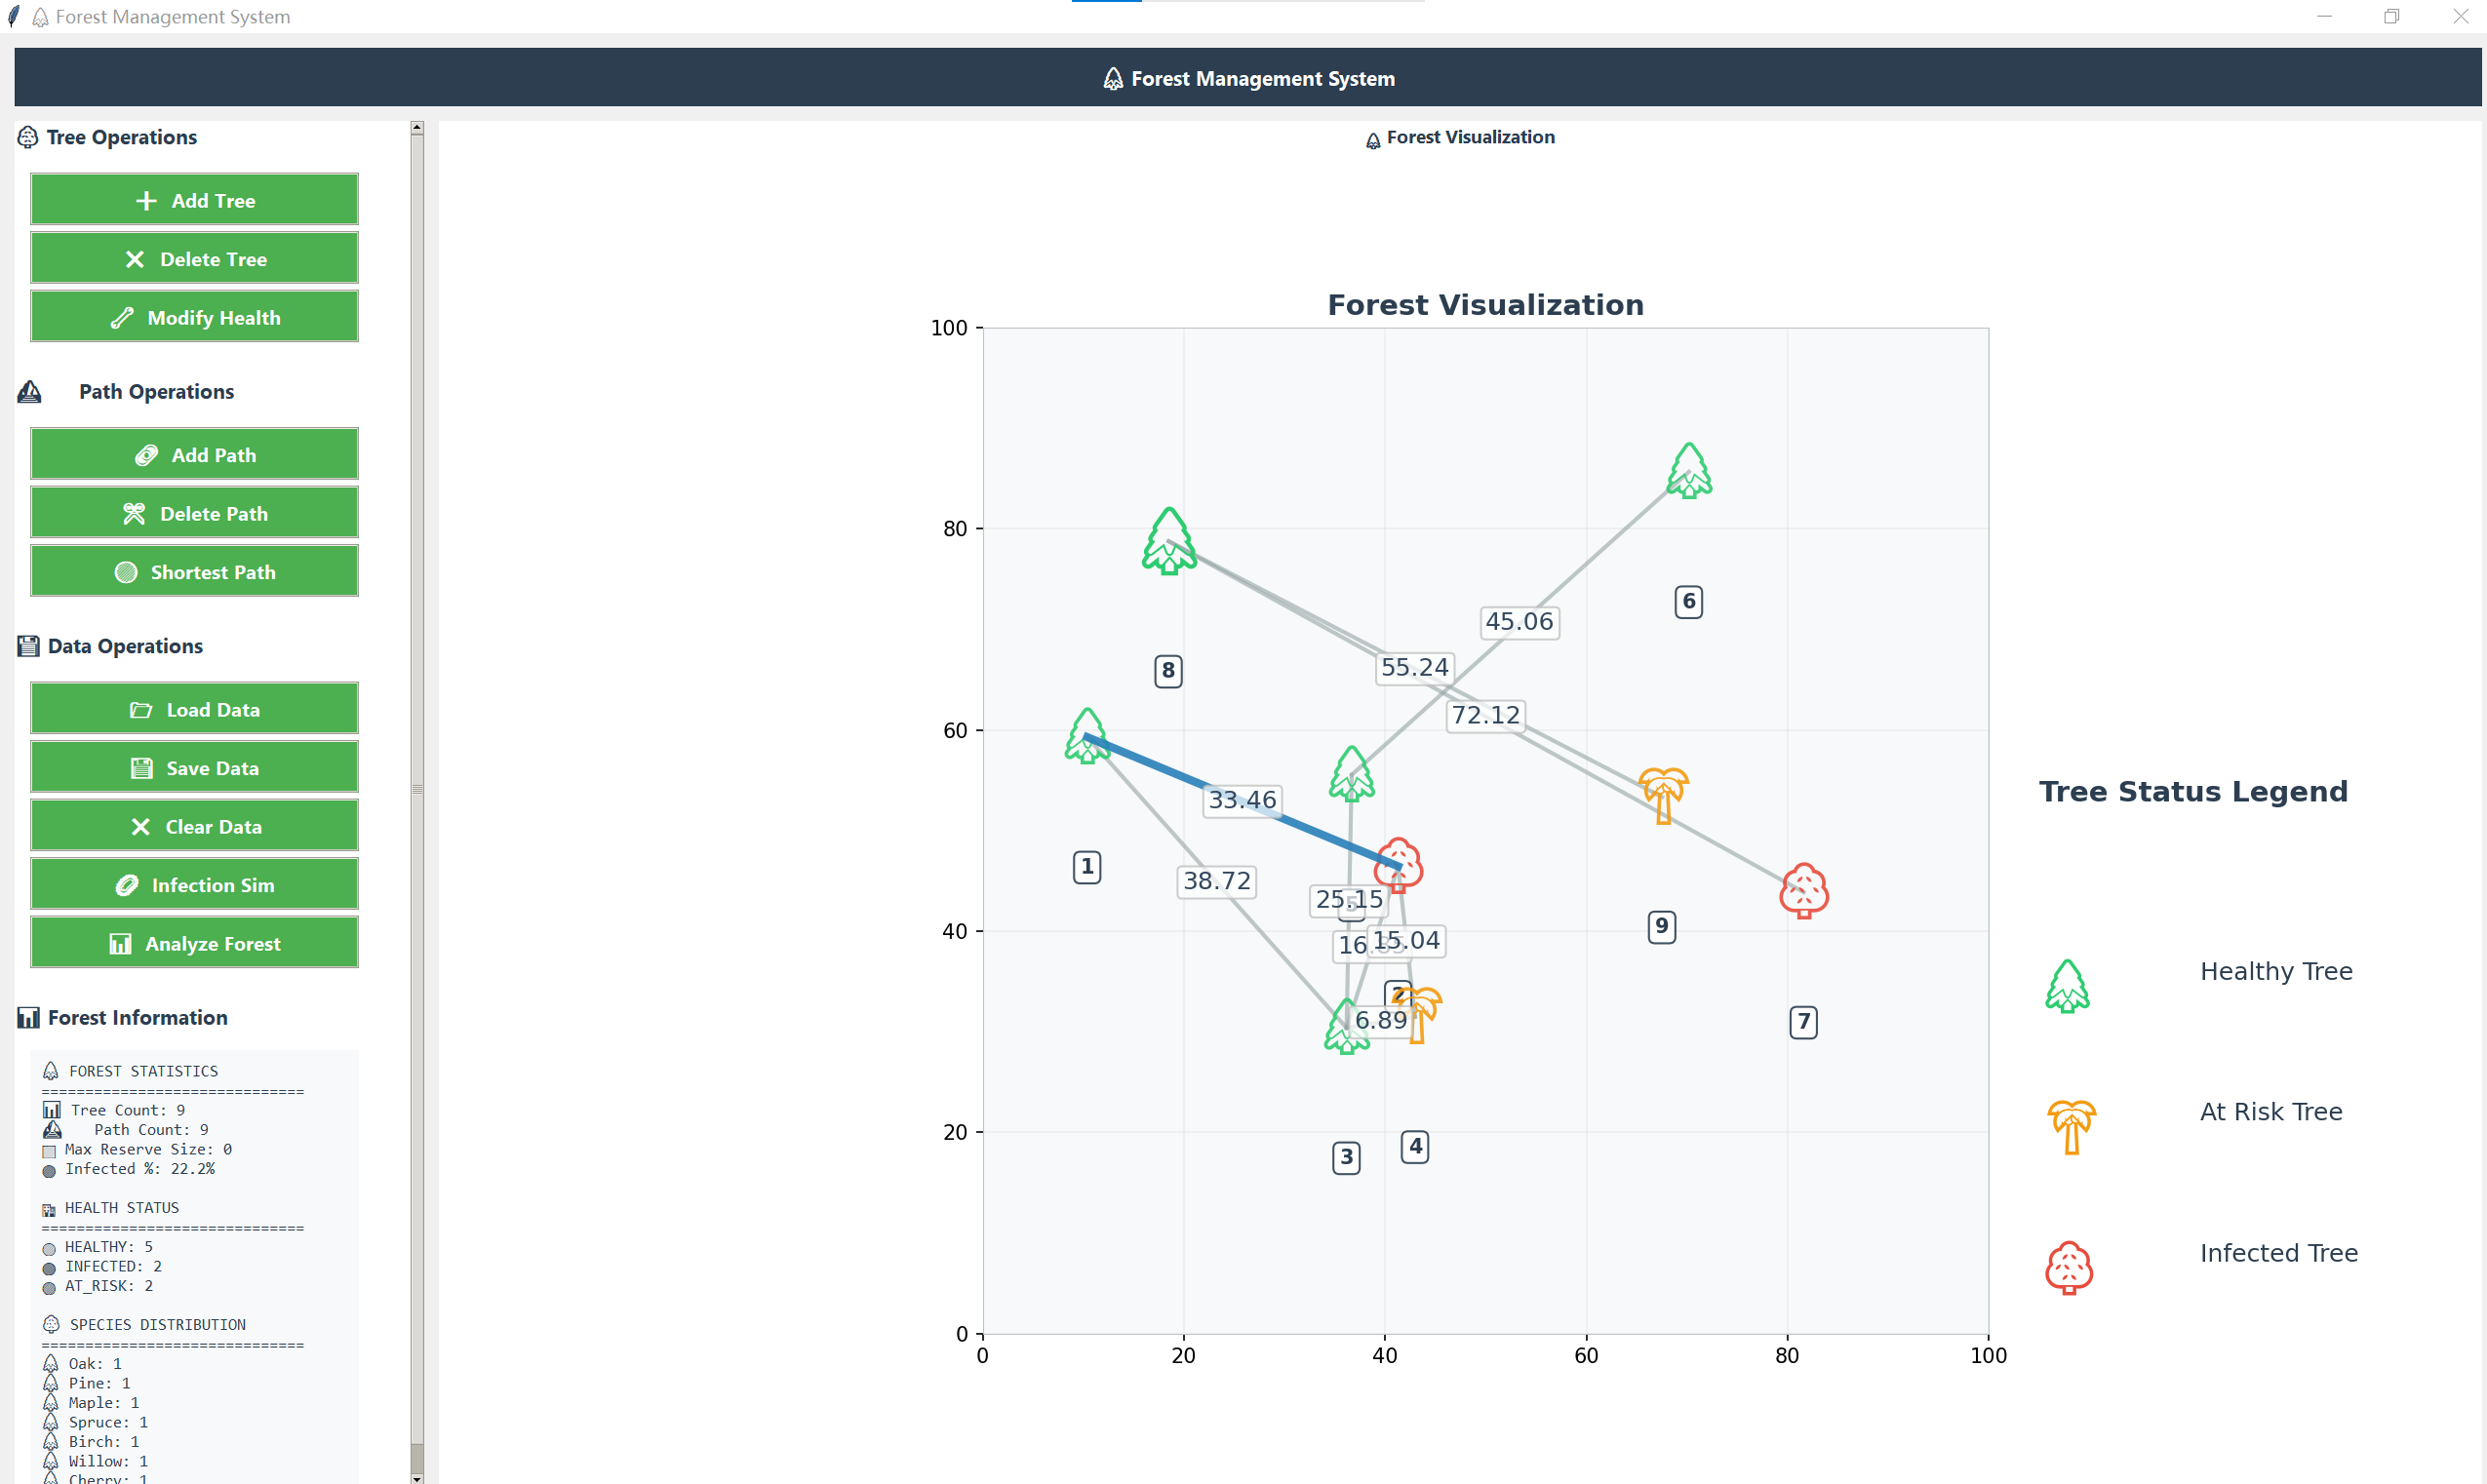 Forest Management System
Forest Management System
Tree Operations
Add Tree
Delete Tree
Modify Health
Path Operations
Add Path
Delete Path
Shortest Path
Data Operations
Load Data
Save Data
Clear Data
Infection Sim
Analyze Forest
Forest Information
FOREST STATISTICS
==============================
Tree Count: 9
Path Count: 9
Max Reserve Size: 0
Infected %: 22.2%
HEALTH STATUS
==============================
HEALTHY: 5
INFECTED: 2
AT_RISK: 2
SPECIES DISTRIBUTION
==============================
Oak: 1
Pine: 1
Maple: 1
Spruce: 1
Birch: 1
Willow: 1
Cherry: 1
Forest Visualization
Forest Visualization
100
80
60
40
20
0
0
20
40
60
80
100
6
45.06
55.24
8
72.12
33.46
1
38.72
25.15
5
9
15.04
2
6.89
7
4
3
Tree Status Legend
Healthy Tree
At Risk Tree
Infected Tree